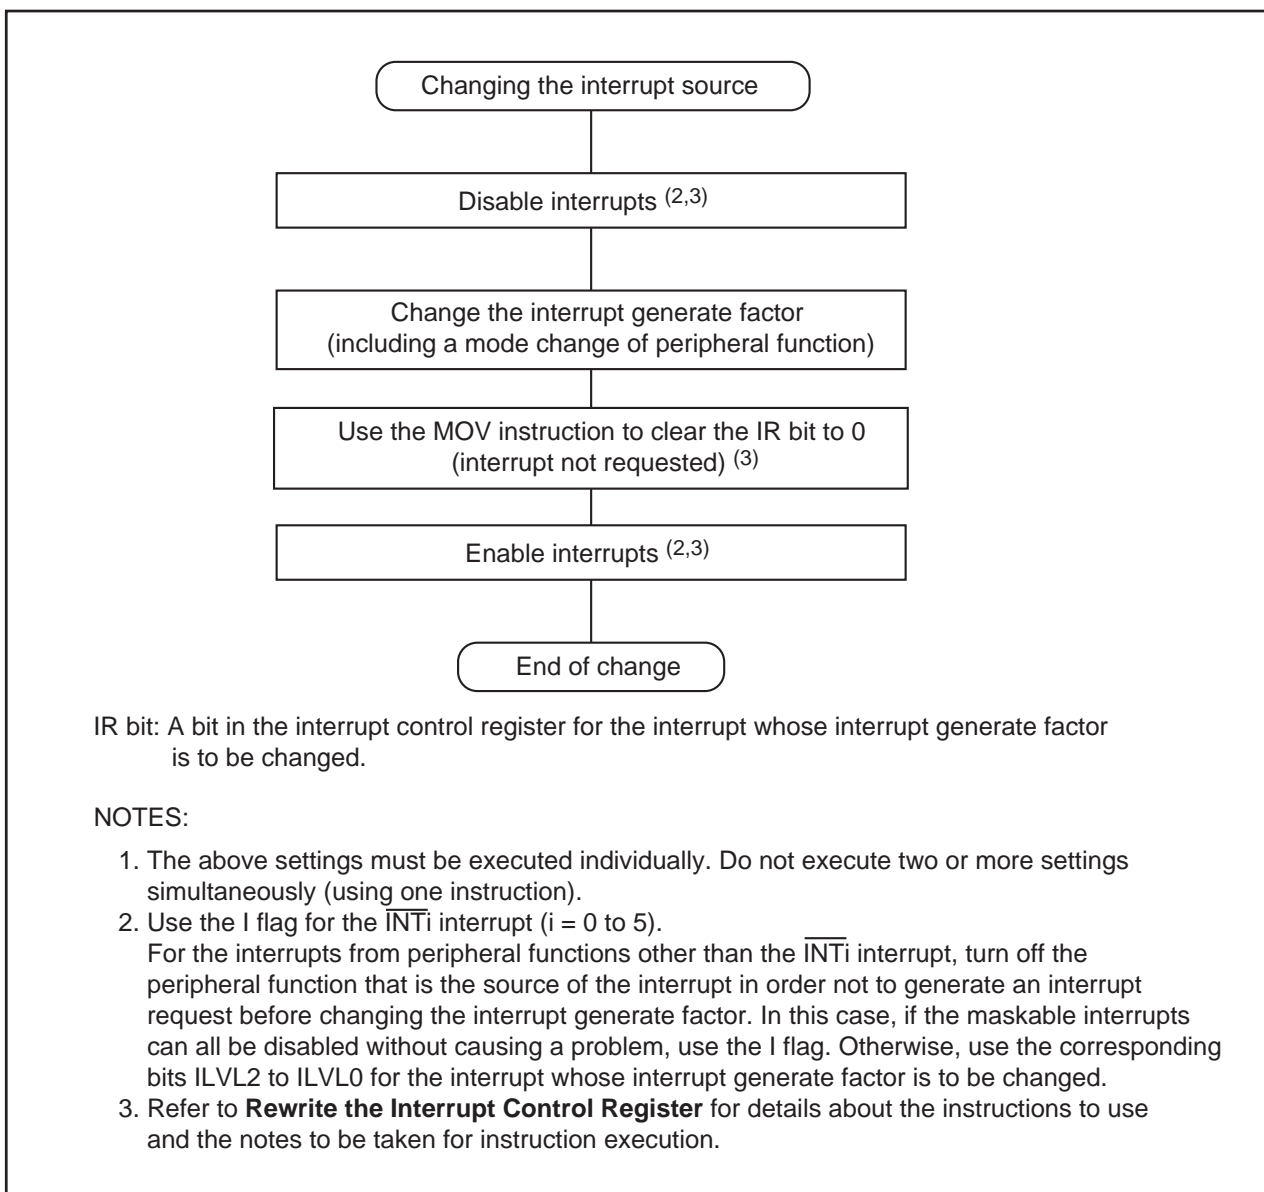 Changing the interrupt source
Disable interrupts (2,3)
Change the interrupt generate factor
(including a mode change of peripheral function)
Use the MOV instruction to clear the IR bit to 0
(interrupt not requested) (3)
Enable interrupts (2,3)
End of change
IR bit: A bit in the interrupt control register for the interrupt whose interrupt generate factor
is to be changed.
NOTES:
1. The above settings must be executed individually. Do not execute two or more settings
simultaneously (using one instruction).
2. Use the I flag for the I̅N̅T̅i interrupt (i = 0 to 5).
For the interrupts from peripheral functions other than the I̅N̅T̅i interrupt, turn off the
peripheral function that is the source of the interrupt in order not to generate an interrupt
request before changing the interrupt generate factor. In this case, if the maskable interrupts
can all be disabled without causing a problem, use the I flag. Otherwise, use the corresponding
bits ILVL2 to ILVL0 for the interrupt whose interrupt generate factor is to be changed.
3. Refer to Rewrite the Interrupt Control Register for details about the instructions to use
and the notes to be taken for instruction execution.